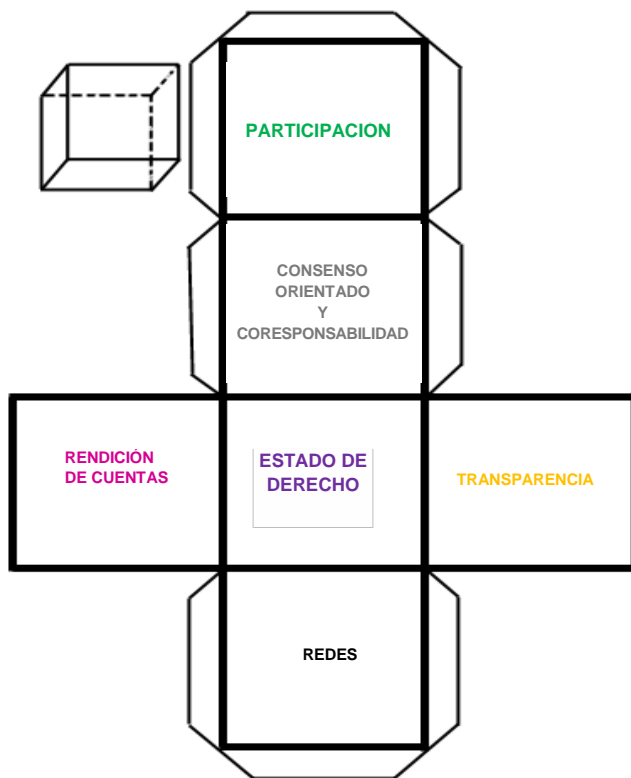 PARTICIPACION
CONSENSO
ORIENTADO
Y
CORESPONSABILIDAD
RENDICIÓN
DE CUENTAS
ESTADO DE
DERECHO
TRANSPARENCIA
REDES